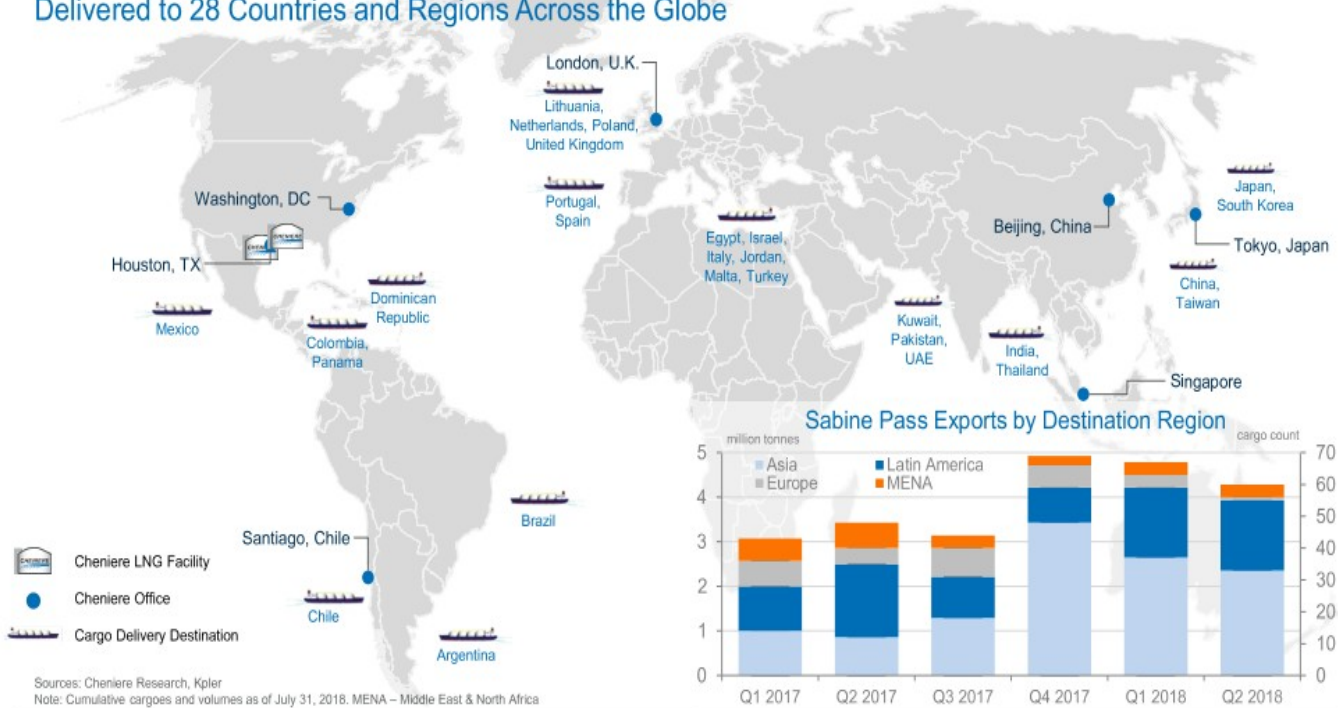 Delivered to 28 Countries and Regions Across the Globe
London, U.K.
Lithuania,
Netherlands, Poland,
United Kingdom
Washington, DC
Portugal,
Spain
Japan,
South Korea
Egypt, Israel,
Italy, Jordan,
Malta, Turkey
Beijing, China
Tokyo, Japan
CHENIERE
Houston, TX
China,
Taiwan
Dominican
Republic
Mexico
Colombia,
Panama
Kuwait,
Pakistan,
UAE
India,
Thailand
Singapore
Brazil
Santiago, Chile
Chile
Argentina
Cheniere LNG Facility
Cheniere Office
Cargo Delivery Destination
Sources: Cheniere Research, Kpler
Note: Cumulative cargoes and volumes as of July 31, 2018. MENA – Middle East & North Africa
Sabine Pass Exports by Destination Region
million tonnes
cargo count
Asia
Latin America
Europe
MENA
5
4
3
2
1
0
70
60
50
40
30
20
10
0
Q1 2017
Q2 2017
Q3 2017
Q4 2017
Q1 2018
Q2 2018